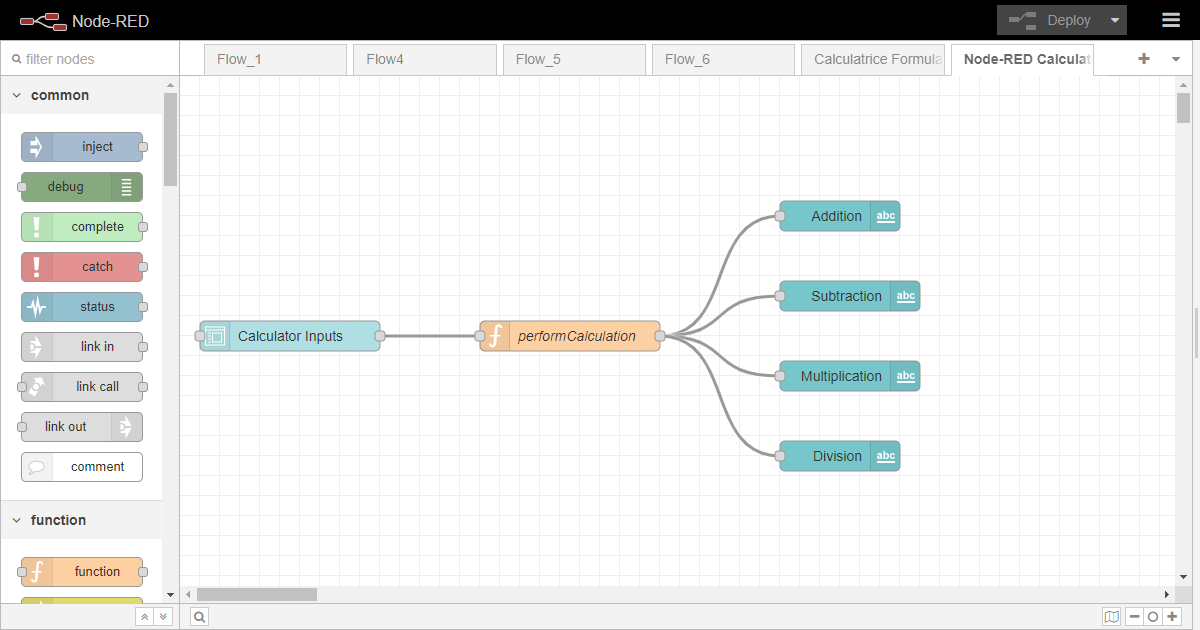 Node-RED
Deploy
filter nodes
Flow_1
Flow4
Flow_5
Flow_6
Calculatrice Formula
Node-RED Calculat
common
inject
debug
complete
catch
status
link in
link call
link out
comment
function
function
Calculator Inputs
performCalculation
Addition abc
Subtraction abc
Multiplication abc
Division abc